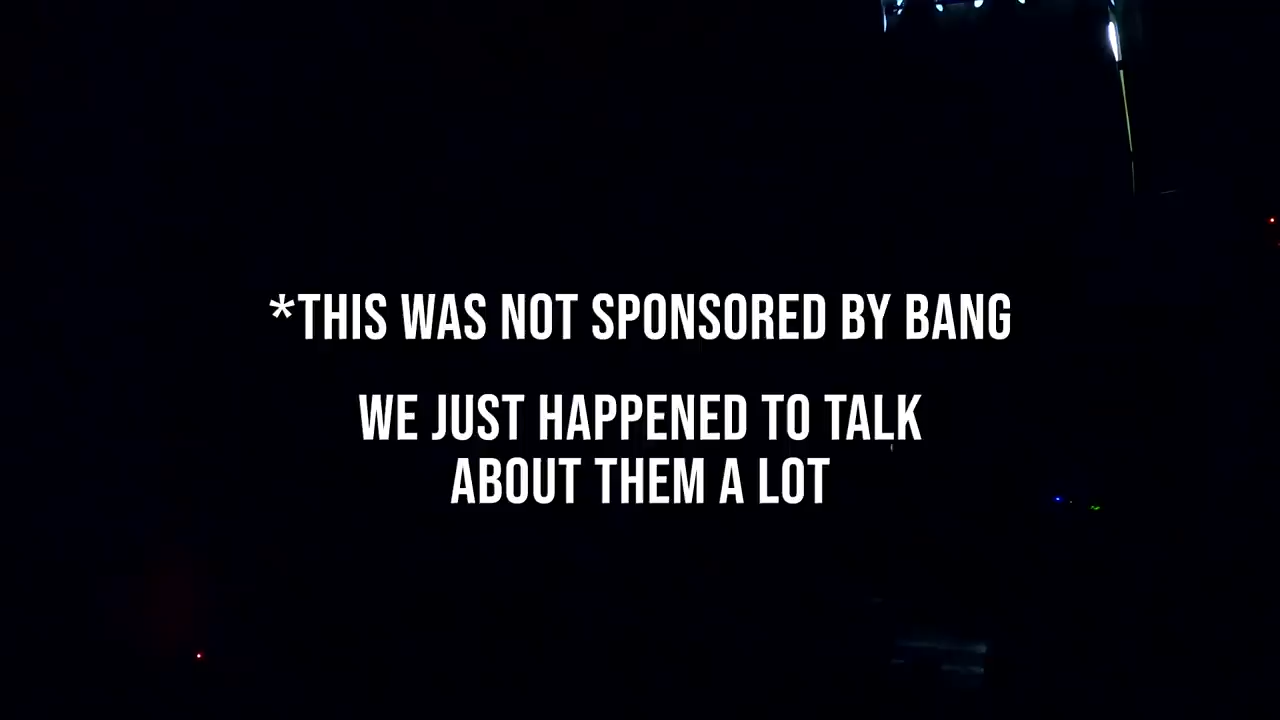 *THIS WAS NOT SPONSORED BY BANG
WE JUST HAPPENED TO TALK
ABOUT THEM A LOT